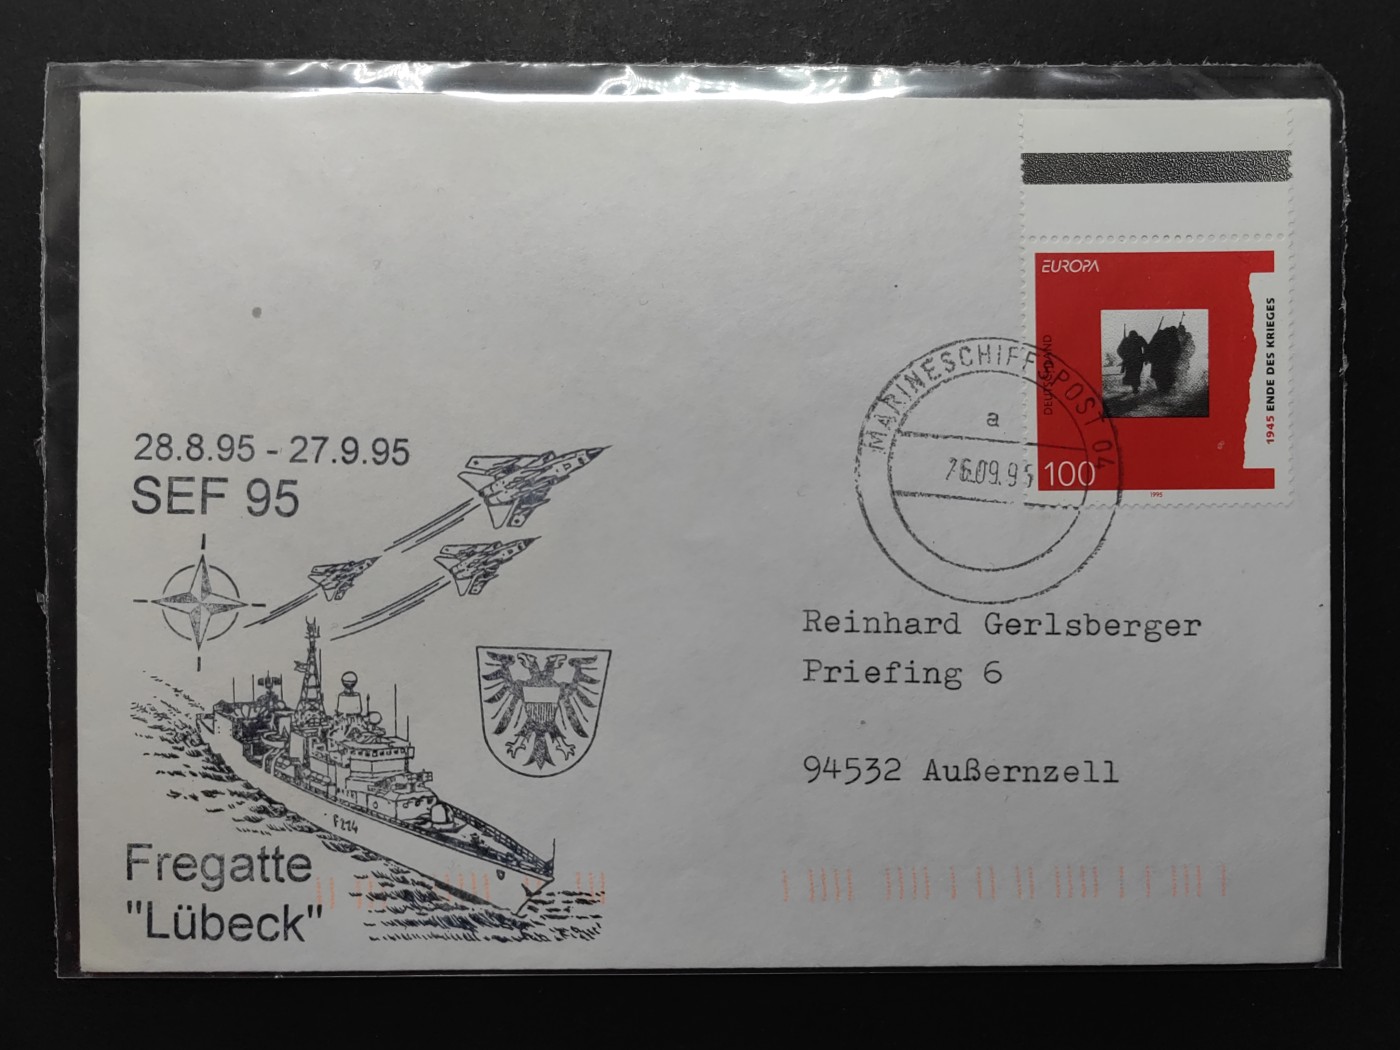 EUROPA
DEUTSCHLAND
1945 ENDE DES KRIEGES
100
1995
MARINESCHIFFSPOST 04
a
26.09.95
28.8.95 - 27.9.95
SEF 95
F224
Fregatte
"Lübeck"
Reinhard Gerlsberger
Priefing 6
94532 Außernzell